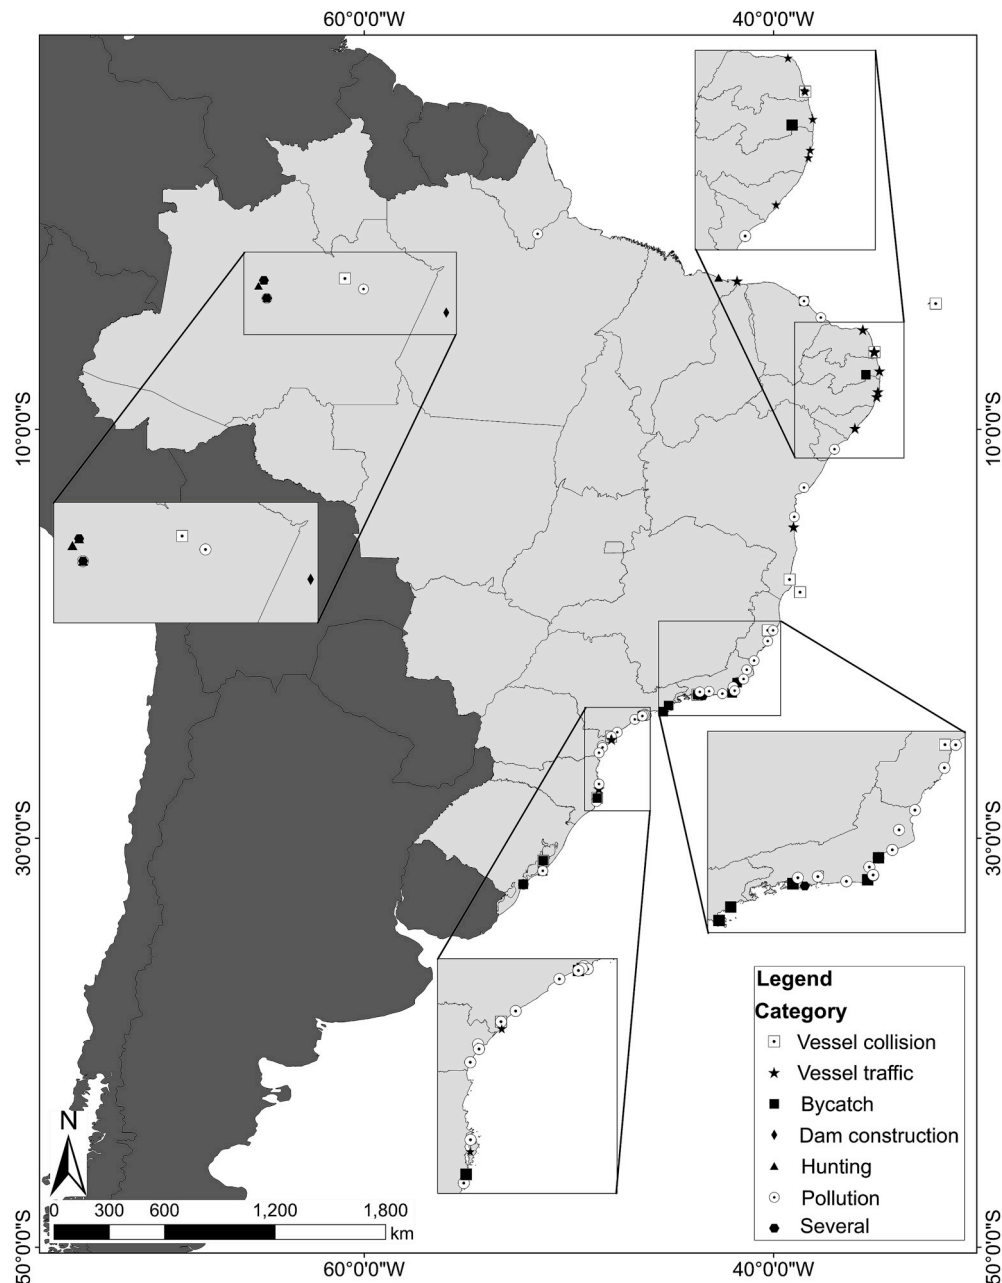 60°0'0"W 40°0'0"W
10°0'0"S 10°0'0"S
30°0'0"S 30°0'0"S
Legend
Category
Vessel collision
Vessel traffic
Bycatch
Dam construction
Hunting
Pollution
Several
N
0 300 600 1,200 1,800
km
50°0'0"S 50°0'0"S
60°0'0"W 40°0'0"W